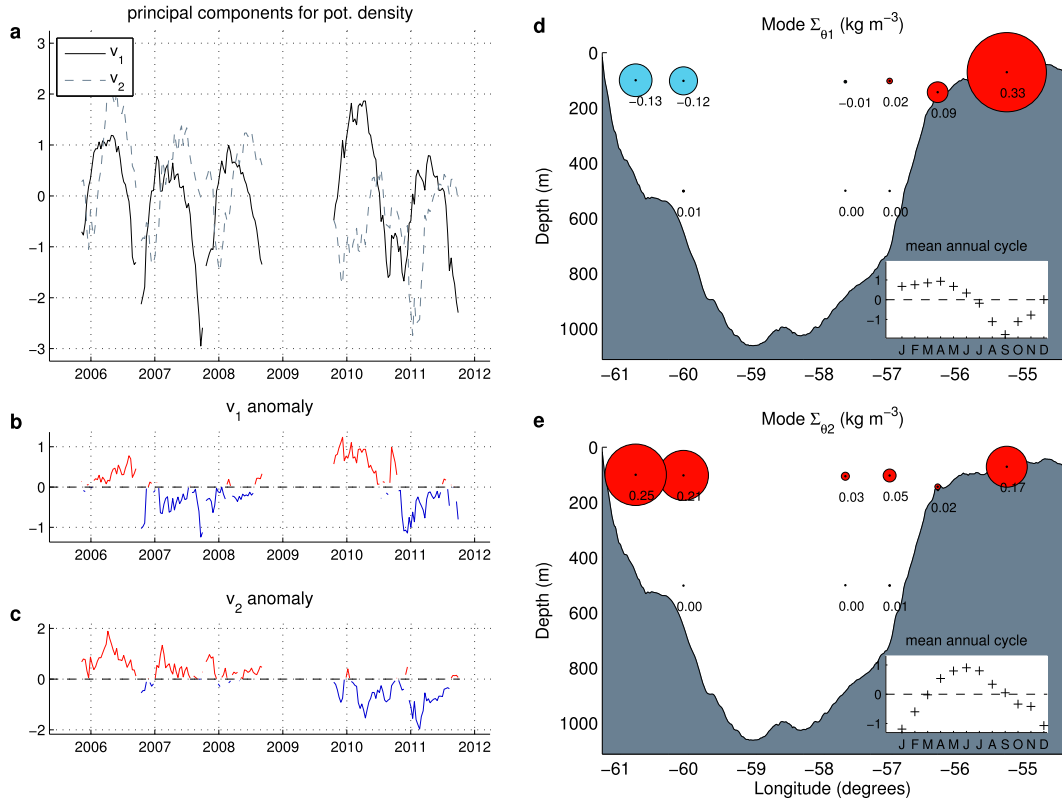 principal components for pot. density
a
v1
v2
3
2
1
0
−1
−2
−3
2006 2007 2008 2009 2010 2011 2012
b
v1 anomaly
1
0
−1
2006 2007 2008 2009 2010 2011 2012
c
v2 anomaly
2
0
−2
2006 2007 2008 2009 2010 2011 2012
d
Mode Σθ1 (kg m−3)
0
200
400
600
800
1000
Depth (m)
−0.13 −0.12 −0.01 0.02 0.09 0.33
0.01 0.00 0.00
mean annual cycle
1
0
−1
J F M A M J J A S O N D
−61 −60 −59 −58 −57 −56 −55
e
Mode Σθ2 (kg m−3)
0
200
400
600
800
1000
Depth (m)
0.25 0.21 0.03 0.05 0.02 0.17
0.00 0.00 0.01
mean annual cycle
1
0
−1
J F M A M J J A S O N D
−61 −60 −59 −58 −57 −56 −55
Longitude (degrees)